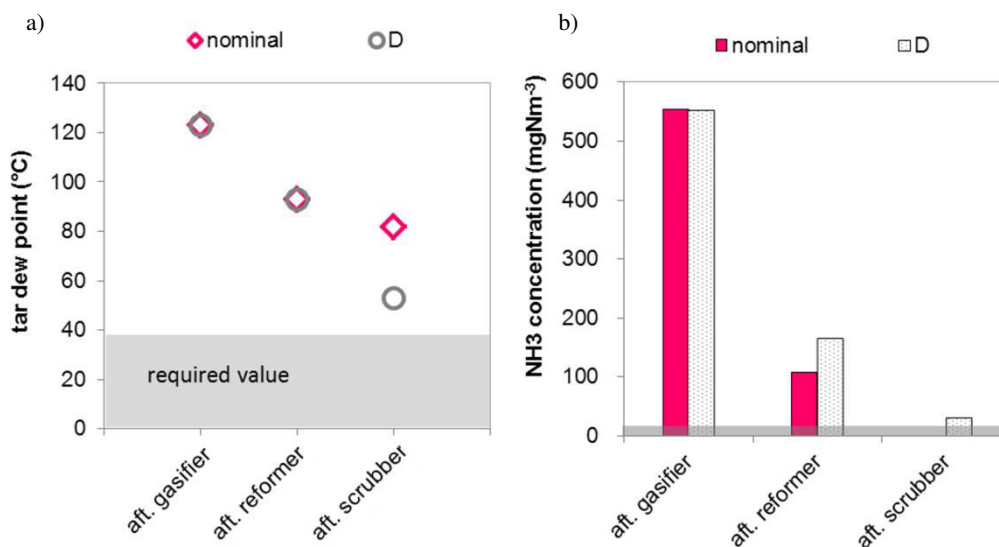 a)
nominal D
tar dew point (°C)
140
120
100
80
60
40
20
0
required value
aft. gasifier
aft. reformer
aft. scrubber
b)
nominal D
NH3 concentration (mgNm⁻³)
600
500
400
300
200
100
0
aft. gasifier
aft. reformer
aft. scrubber